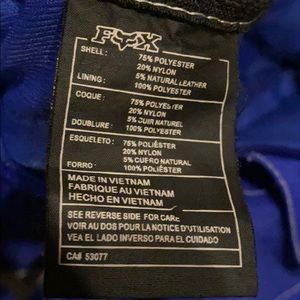 FOX
SHELL : 75% POLYESTER
20% NYLON
5% NATURAL LEATHER
LINING : 100% POLYESTER
COQUE : 75% POLYESTER
20% NYLON
5% CUIR NATUREL
DOUBLURE : 100% POLYESTER
ESQUELETO : 75% POLIÉSTER
20% NYLON
5% CUERO NATURAL
FORRO : 100% POLIÉSTER
MADE IN VIETNAM
FABRIQUE AU VIETNAM
HECHO EN VIETNAM
SEE REVERSE SIDE FOR CARE
VOIR AU DOS POUR LA NOTICE D'UTILISATION
VEA EL LADO INVERSO PARA EL CUIDADO
CA# 53077